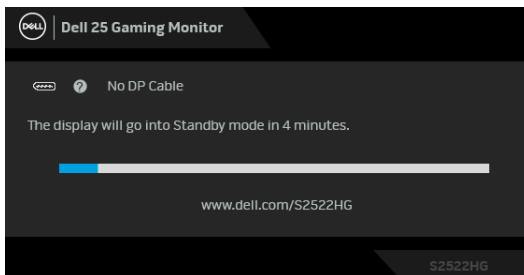 DELL
Dell 25 Gaming Monitor
? No DP Cable
The display will go into Standby mode in 4 minutes.
www.dell.com/S2522HG
S2522HG